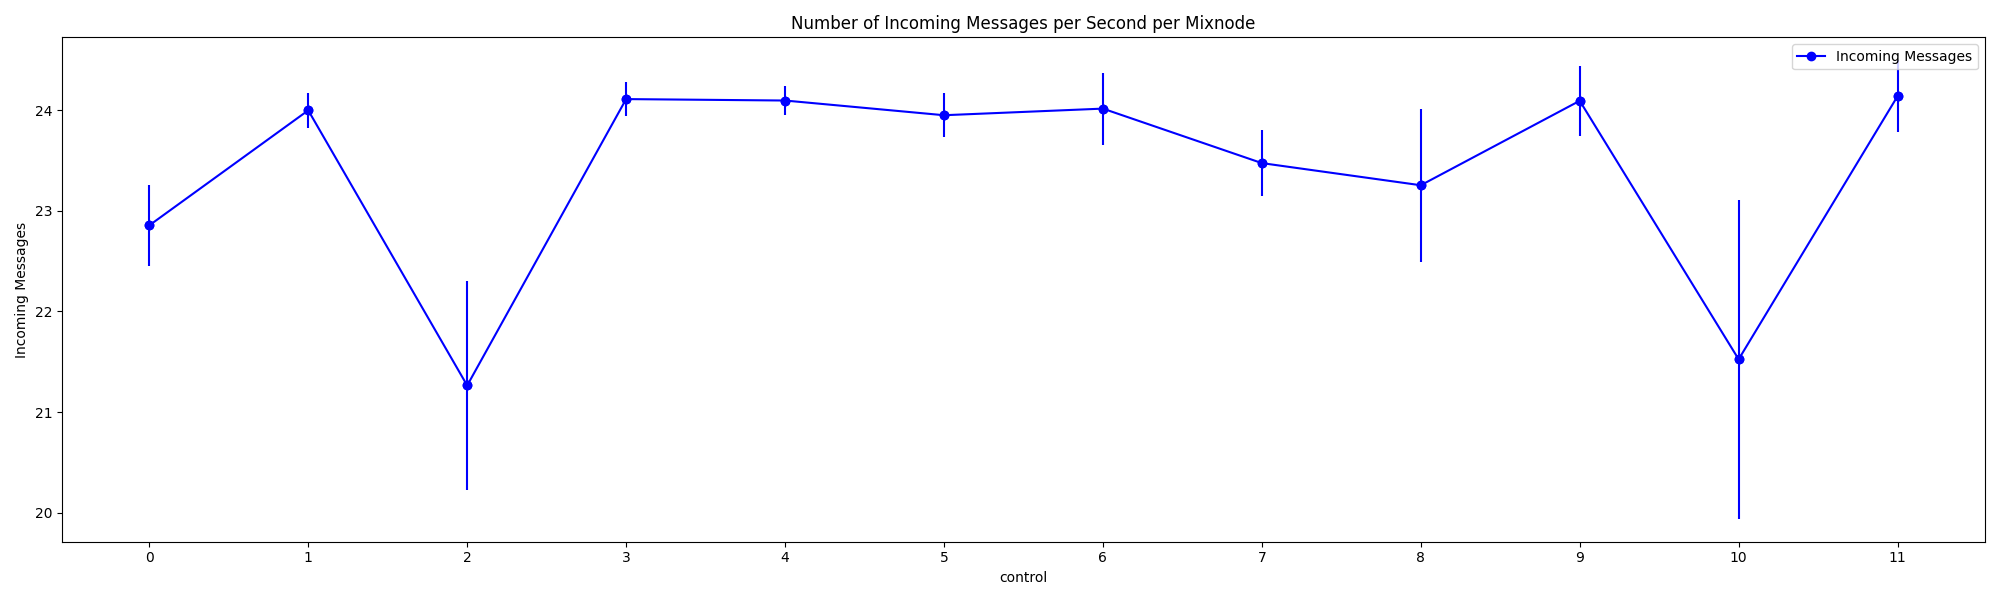 Number of Incoming Messages per Second per Mixnode
Incoming Messages
Incoming Messages
24
23
22
21
20
0 1 2 3 4 5 6 7 8 9 10 11
control